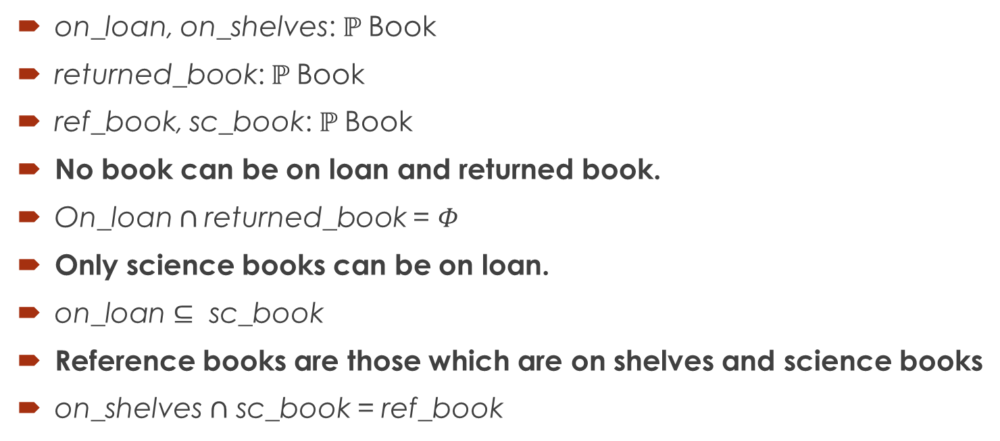 on_loan, on_shelves: ℙ Book
returned_book: ℙ Book
ref_book, sc_book: ℙ Book
No book can be on loan and returned book.
On_loan ∩ returned_book = Φ
Only science books can be on loan.
on_loan ⊆ sc_book
Reference books are those which are on shelves and science books
on_shelves ∩ sc_book = ref_book